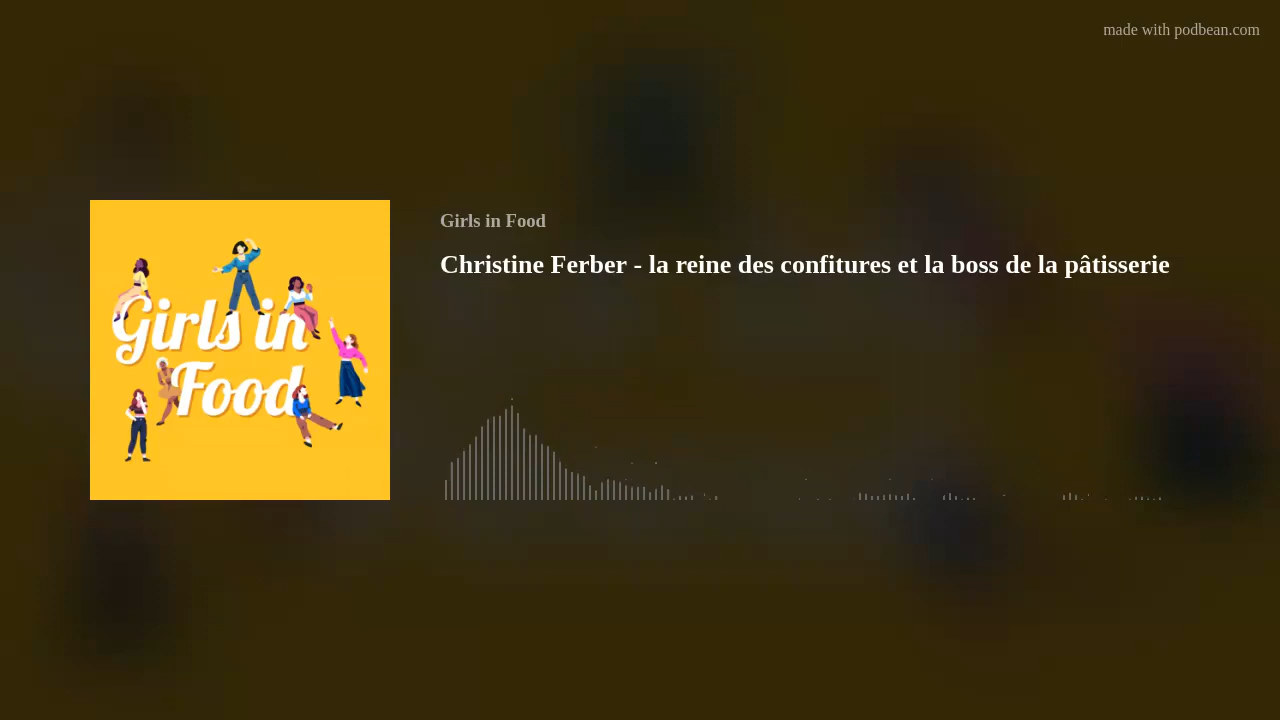 made with podbean.com
Girls in Food
Christine Ferber - la reine des confitures et la boss de la pâtisserie
Girls in
Food